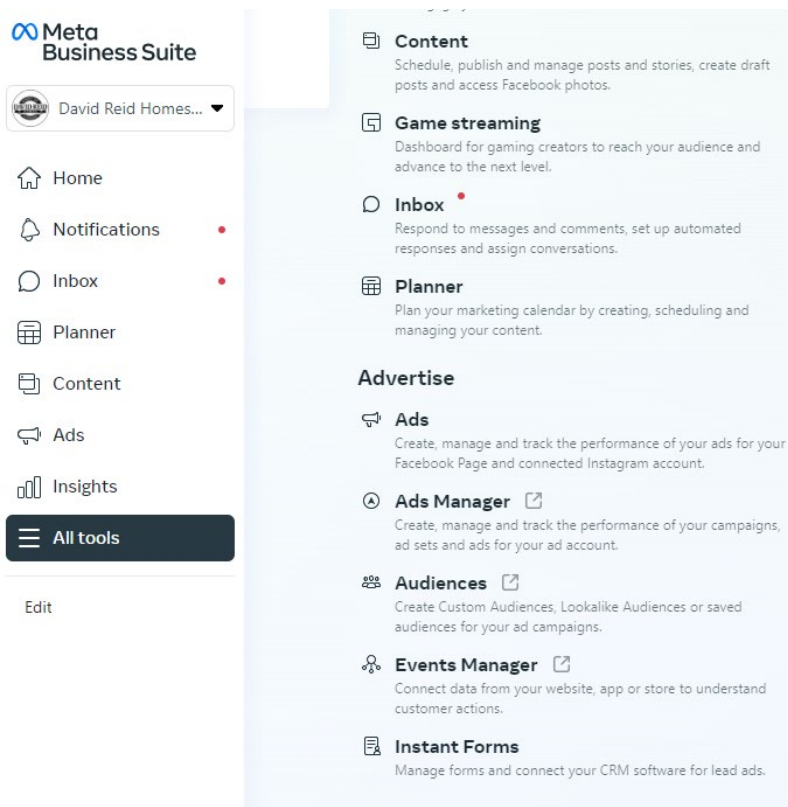 Meta
Business Suite
David Reid Homes...
Home
Notifications
Inbox
Planner
Content
Ads
Insights
All tools
Edit
Content
Schedule, publish and manage posts and stories, create draft
posts and access Facebook photos.
Game streaming
Dashboard for gaming creators to reach your audience and
advance to the next level.
Inbox
Respond to messages and comments, set up automated
responses and assign conversations.
Planner
Plan your marketing calendar by creating, scheduling and
managing your content.
Advertise
Ads
Create, manage and track the performance of your ads for your
Facebook Page and connected Instagram account.
Ads Manager
Create, manage and track the performance of your campaigns,
ad sets and ads for your ad account.
Audiences
Create Custom Audiences, Lookalike Audiences or saved
audiences for your ad campaigns.
Events Manager
Connect data from your website, app or store to understand
customer actions.
Instant Forms
Manage forms and connect your CRM software for lead ads.